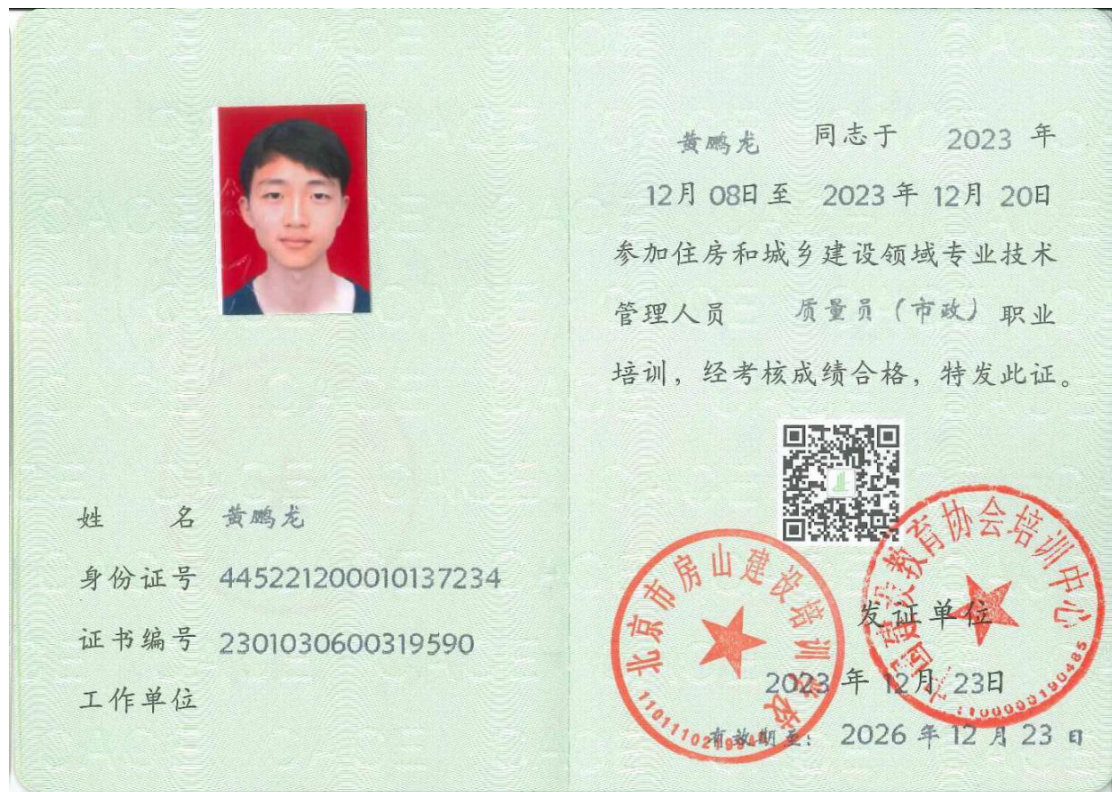 黄鹏龙 同志于 2023 年
12月 08日 至 2023 年 12月 20日
参加住房和城乡建设领域专业技术
管理人员 质量员（市政）职业
培训，经考核成绩合格，特发此证。
姓 名 黄鹏龙
身份证号 445221200010137234
证书编号 2301030600319590
工作单位
北京市房山建设培训学校
建设教育协会培训中心
发证单位
2023 年 12月 23日
有效期至： 2026 年 12 月 23 日
CACE